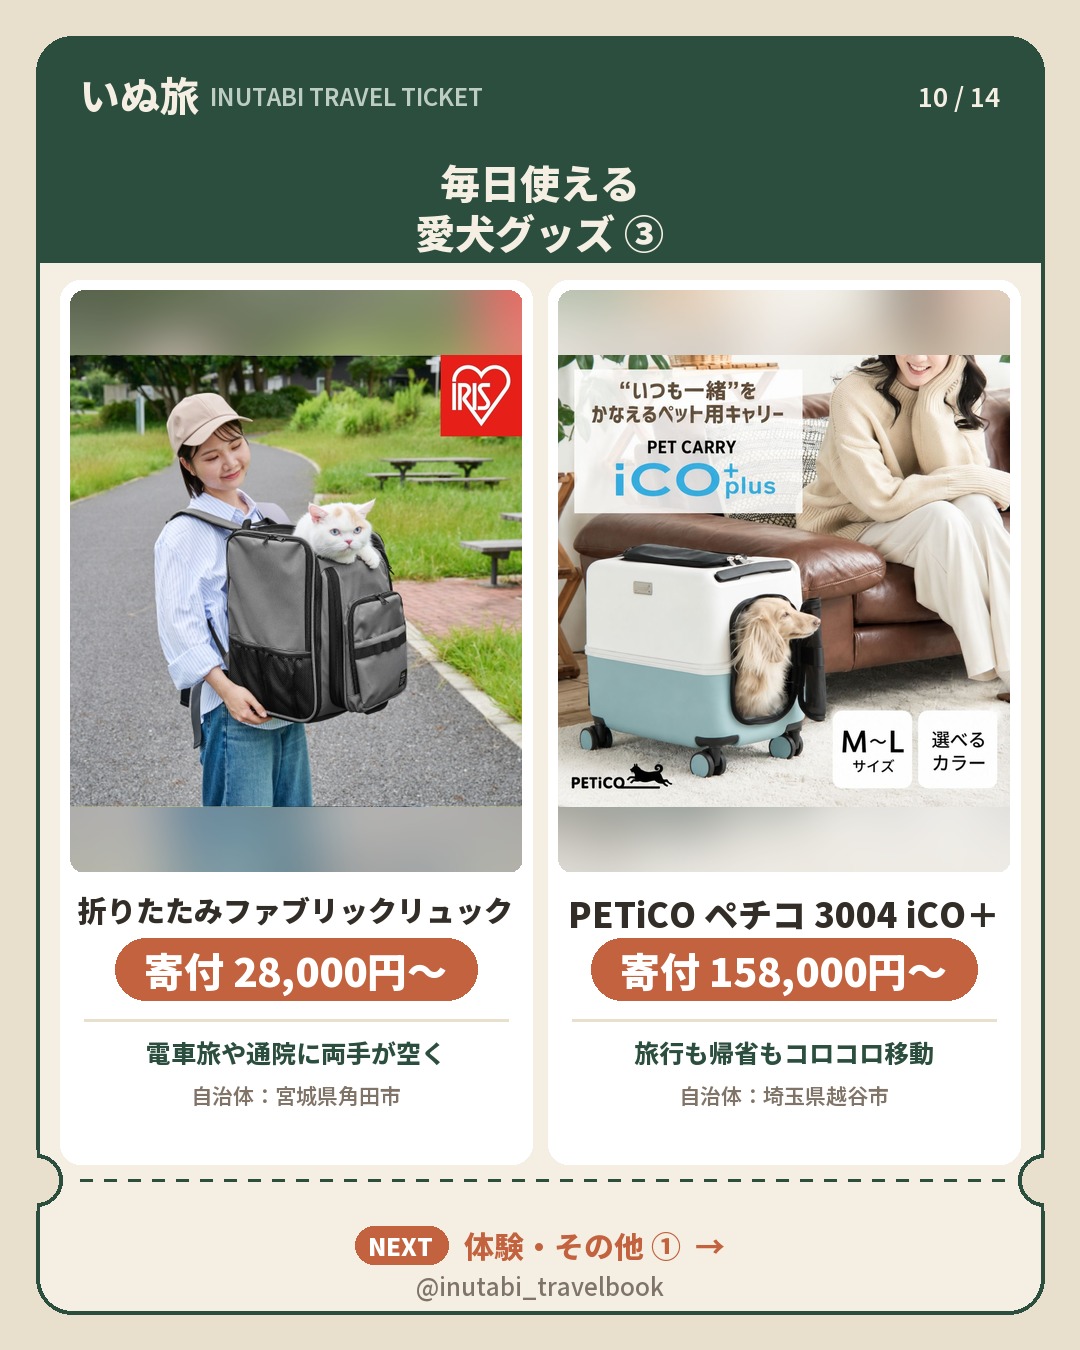 いぬ旅 INUTABI TRAVEL TICKET
10 / 14
毎日使える
愛犬グッズ ③
IRIS
折りたたみファブリックリュック
寄付 28,000円〜
電車旅や通院に両手が空く
自治体：宮城県角田市
“いつも一緒”を
かなえるペット用キャリー
PET CARRY
iCO+plus
M〜L
サイズ
選べる
カラー
PETiCO
PETiCO ペチコ 3004 iCO＋
寄付 158,000円〜
旅行も帰省もコロコロ移動
自治体：埼玉県越谷市
NEXT 体験・その他 ① →
@inutabi_travelbook